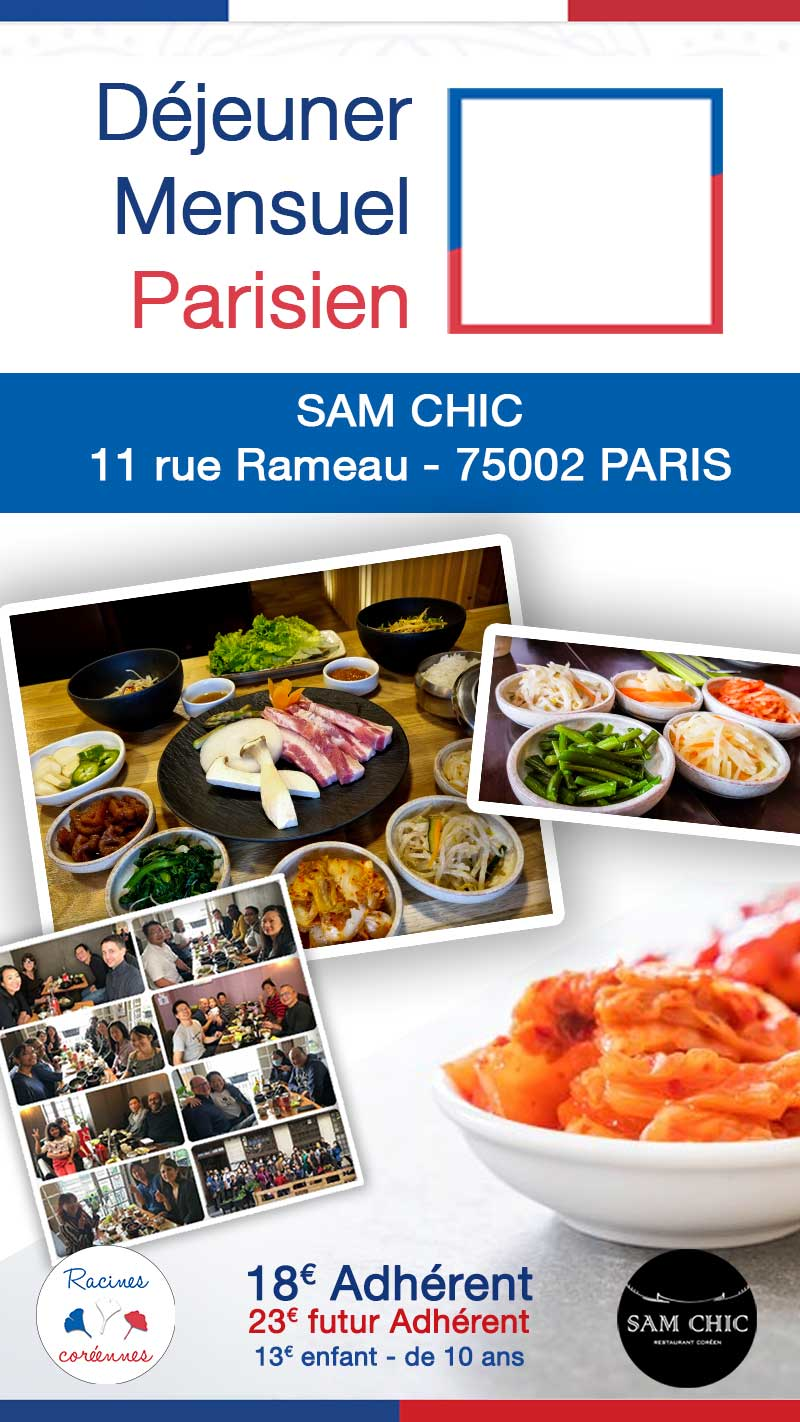 Déjeuner
Mensuel
Parisien
SAM CHIC
11 rue Rameau - 75002 PARIS
Racines
coréennes
18€ Adhérent
23€ futur Adhérent
13€ enfant - de 10 ans
SAM CHIC
RESTAURANT CORÉEN